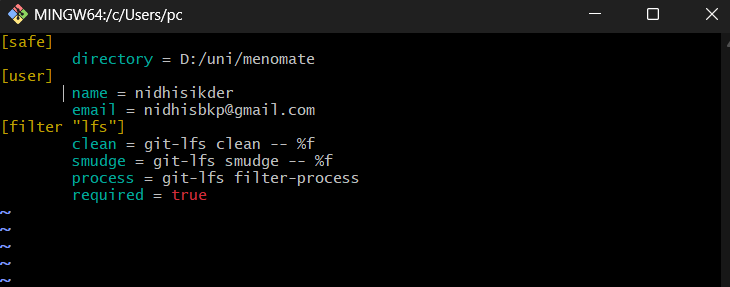 MINGW64:/c/Users/pc
[safe]
directory = D:/uni/menomate
[user]
name = nidhisikder
email = nidhisbkp@gmail.com
[filter "lfs"]
clean = git-lfs clean -- %f
smudge = git-lfs smudge -- %f
process = git-lfs filter-process
required = true
~
~
~
~
~